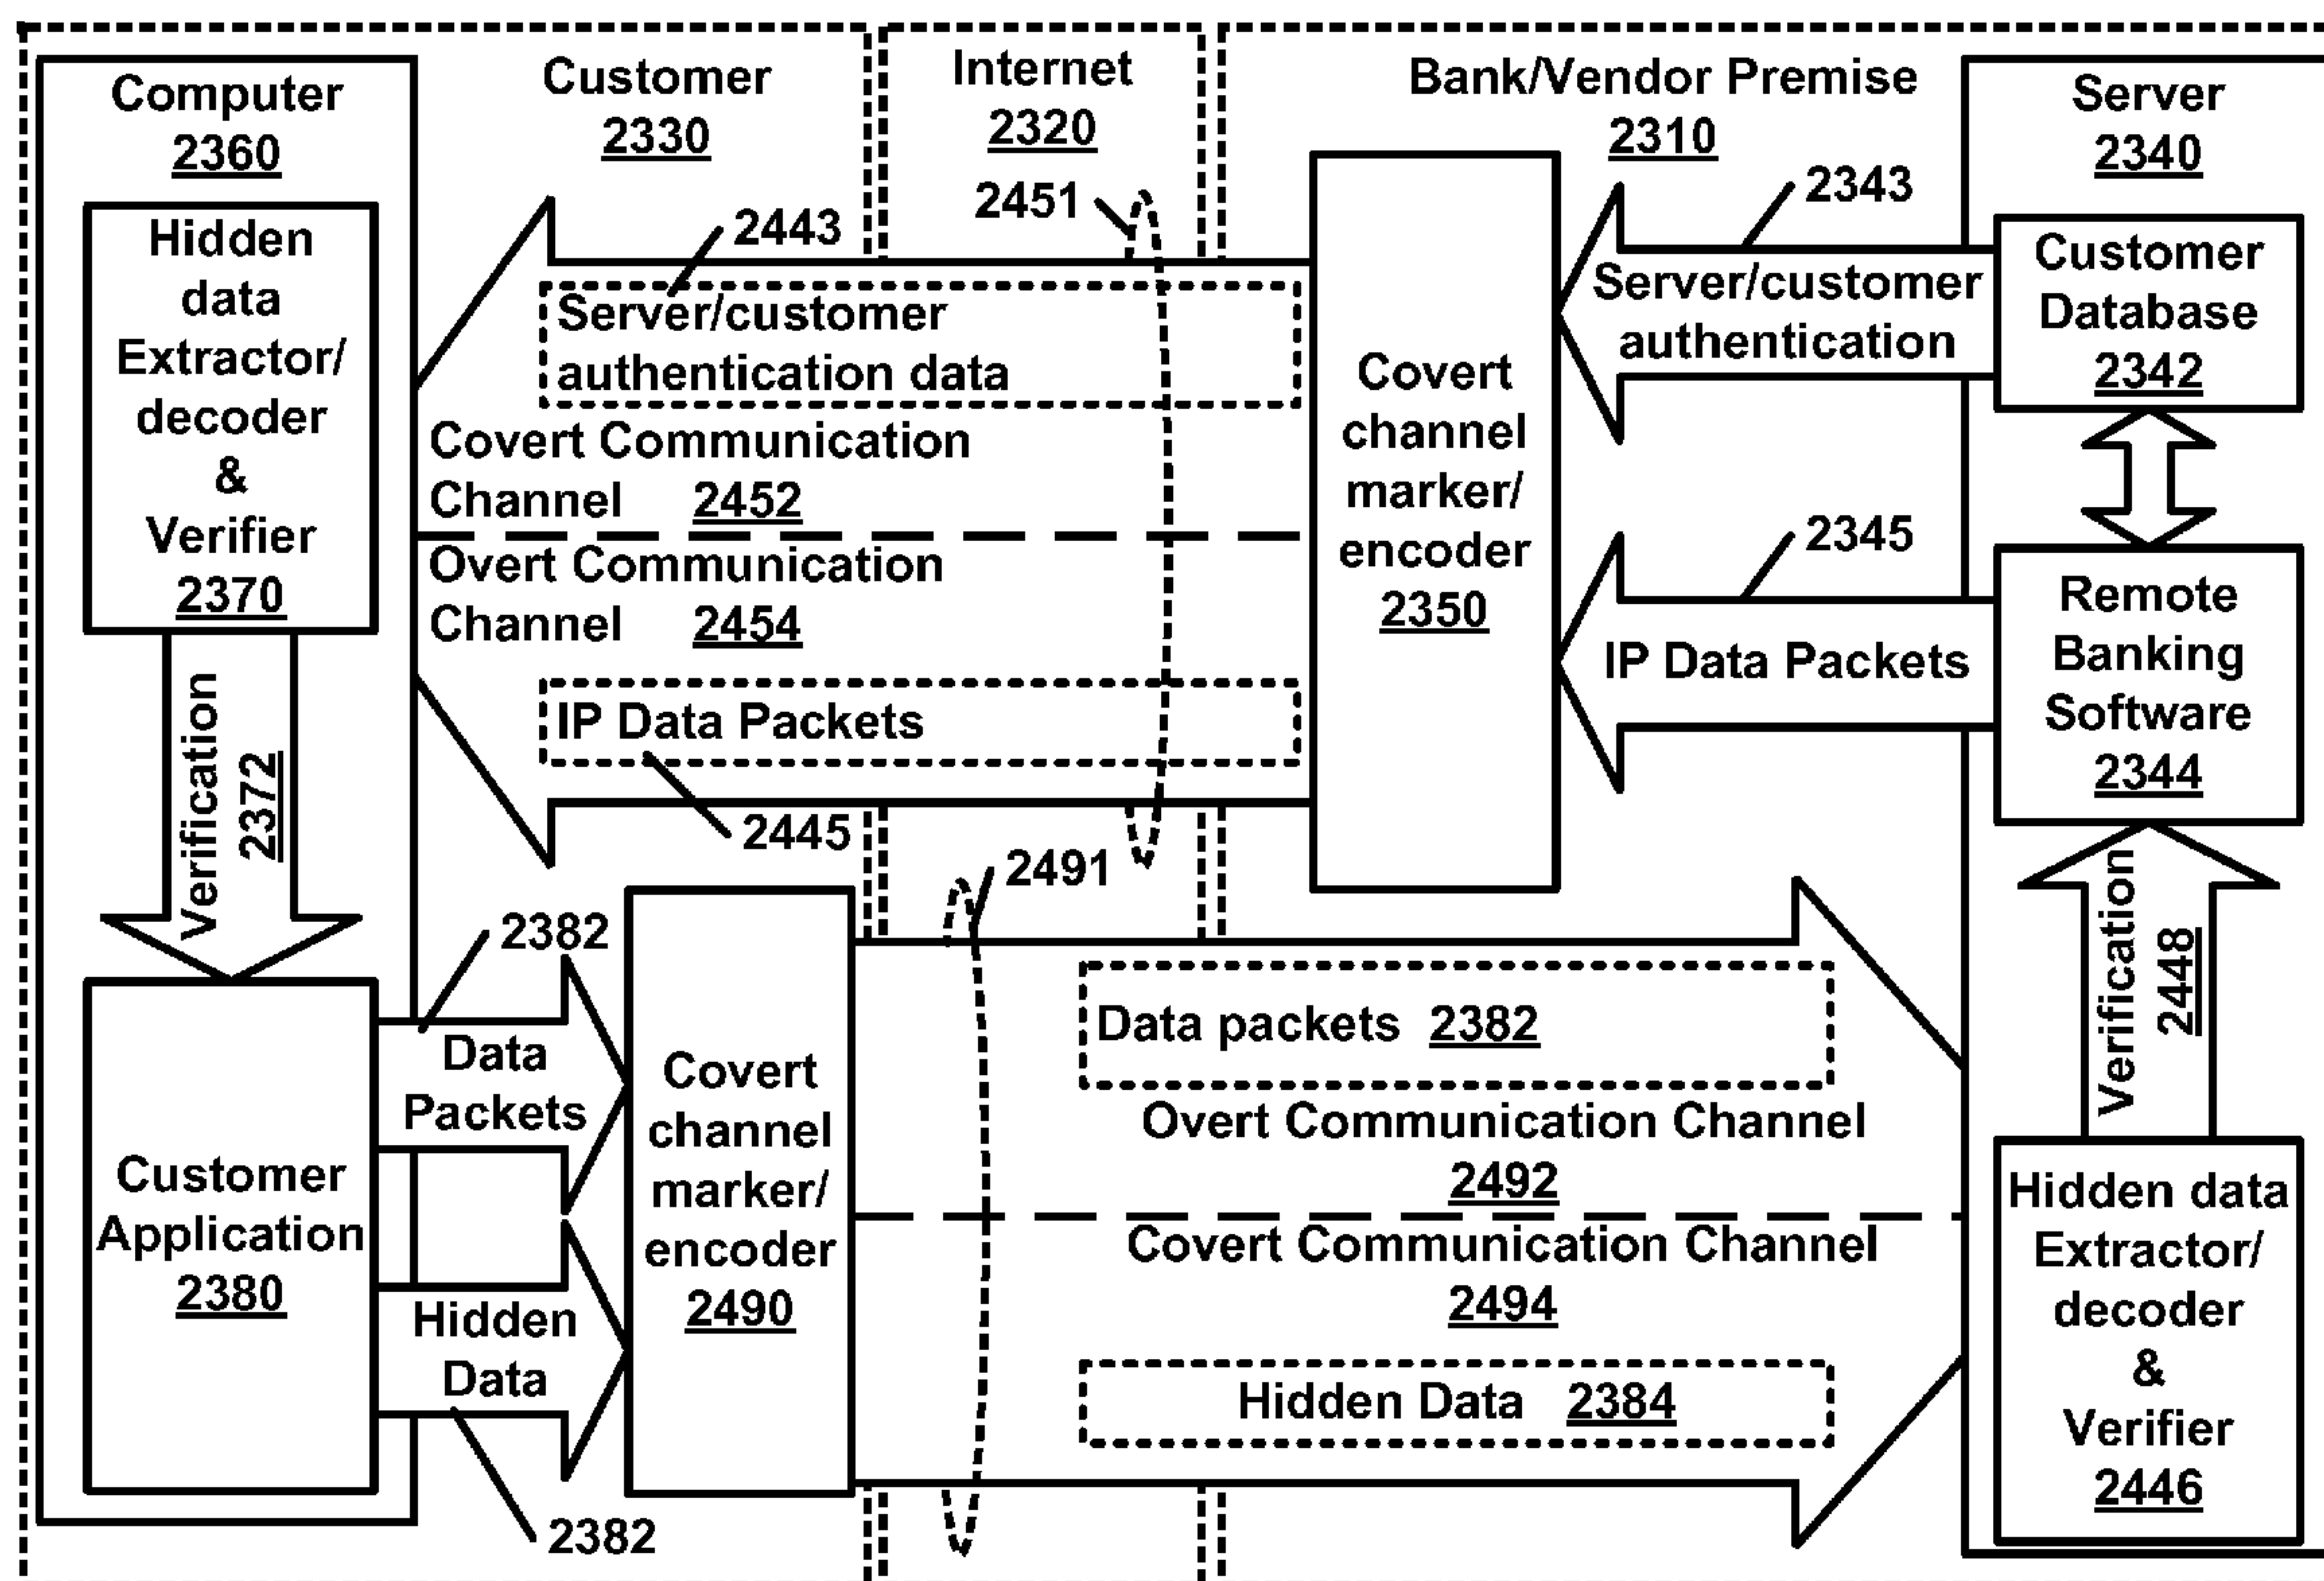 Computer
2360
Customer
2330
Internet
2320
Bank/Vendor Premise
2310
Server
2340
Hidden
data
Extractor/
decoder
&
Verifier
2370
2443
2451
Server/customer
authentication data
Covert Communication
Channel 2452
Overt Communication
Channel 2454
IP Data Packets
2445
Covert
channel
marker/
encoder
2350
2343
Server/customer
authentication
2345
IP Data Packets
Customer
Database
2342
Remote
Banking
Software
2344
Verification
2372
Verification
2448
Customer
Application
2380
2382
Data
Packets
Hidden
Data
2382
Covert
channel
marker/
encoder
2490
2491
Data packets 2382
Overt Communication Channel
2492
Covert Communication Channel
2494
Hidden Data 2384
Hidden data
Extractor/
decoder
&
Verifier
2446